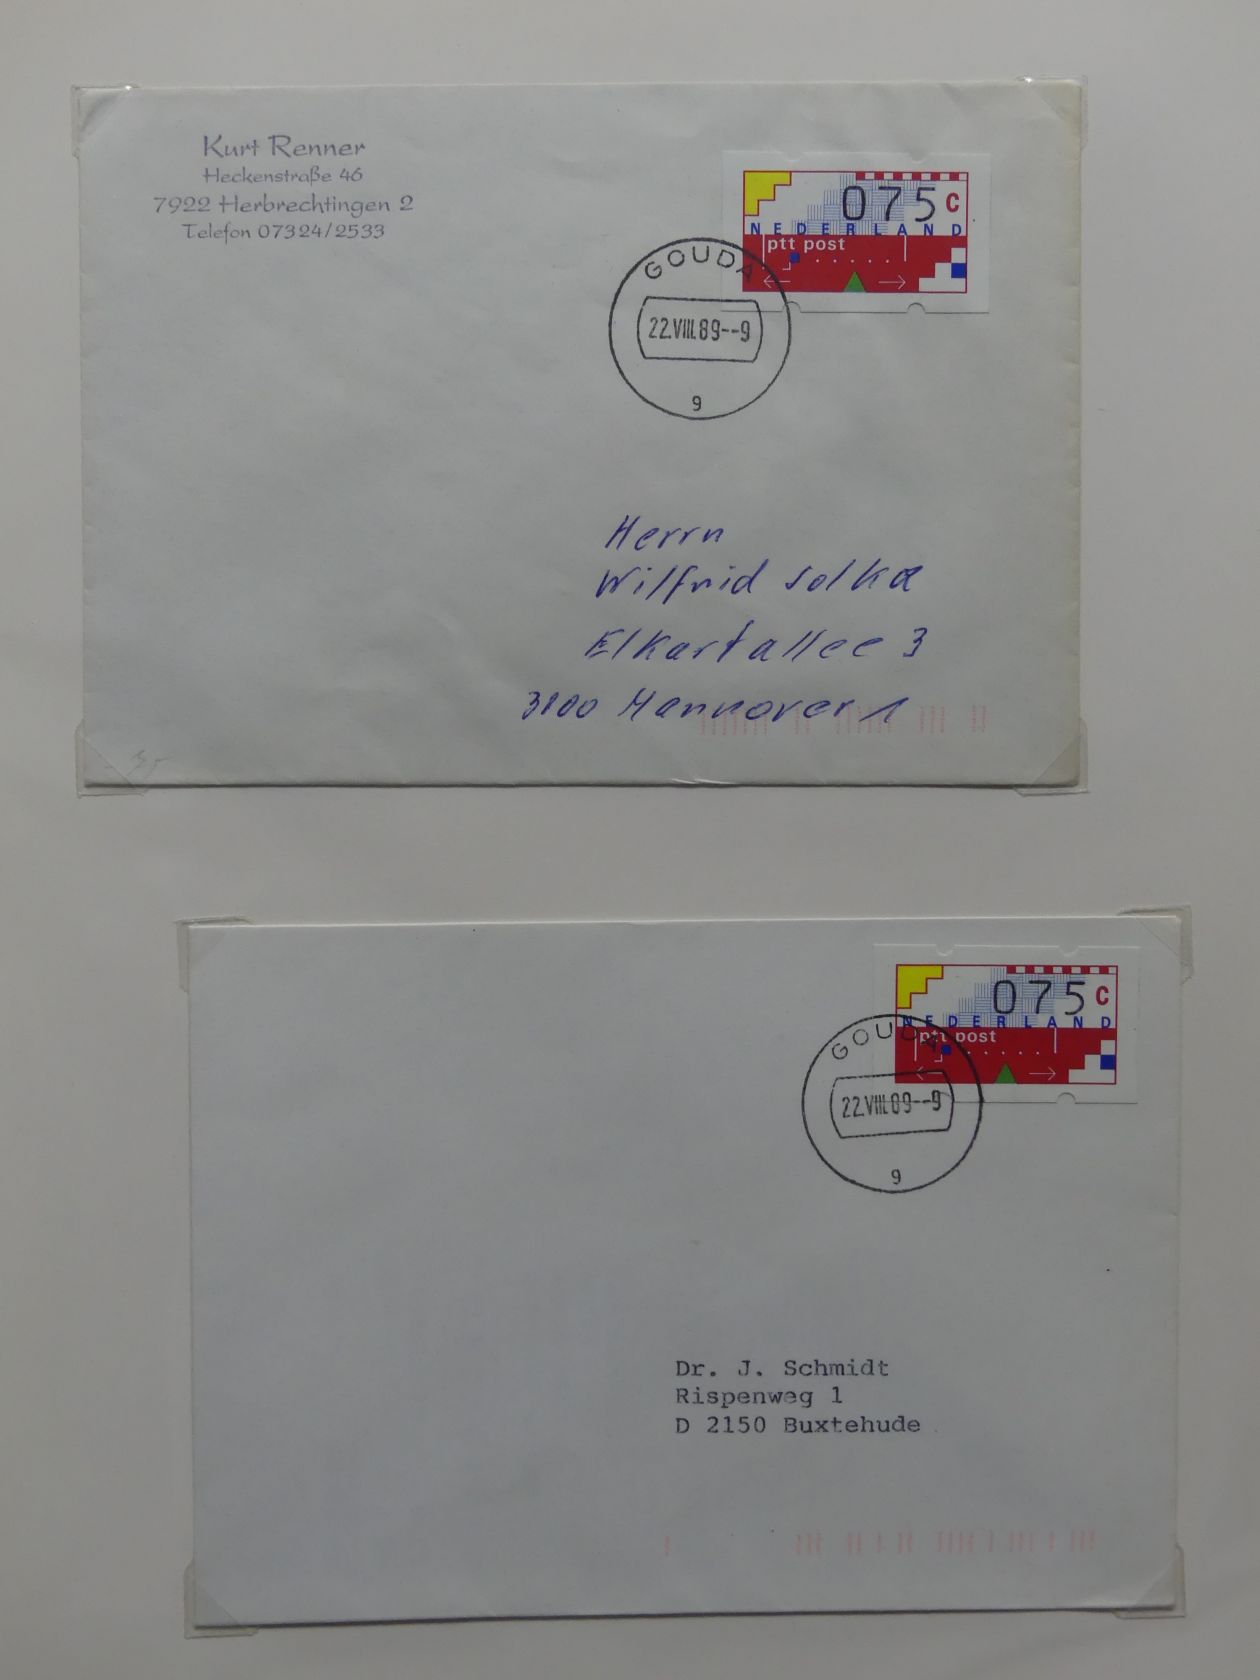 Kurt Renner
Heckenstraße 46
7922 Herbrechtingen 2
Telefon 07324/2533
075 C
NEDERLAND
ptt post
GOUDA
22.VIII.89--9
9
Herrn
Wilfrid Solka
Elkartallee 3
3100 Hannover 1
075 C
NEDERLAND
ptt post
GOUDA
22.VIII.89--9
9
Dr. J. Schmidt
Rispenweg 1
D 2150 Buxtehude